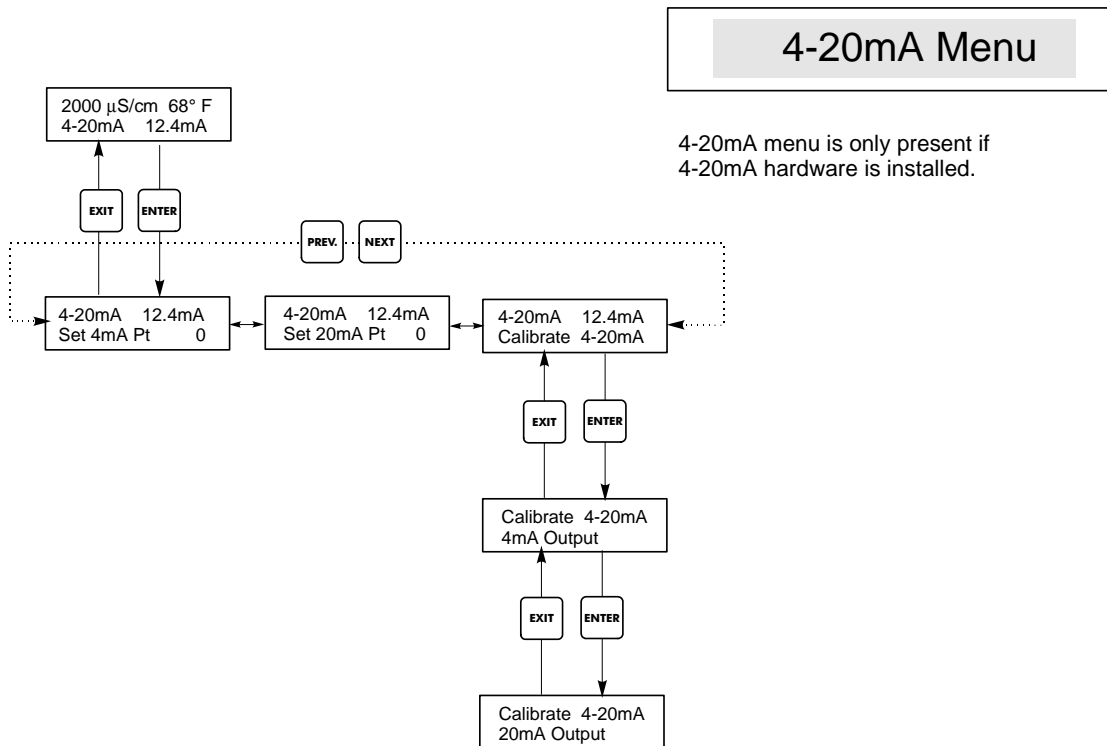 4-20mA Menu
2000 μS/cm 68° F
4-20mA 12.4mA
4-20mA menu is only present if
4-20mA hardware is installed.
EXIT
ENTER
PREV.
NEXT
4-20mA 12.4mA
Set 4mA Pt 0
4-20mA 12.4mA
Set 20mA Pt 0
4-20mA 12.4mA
Calibrate 4-20mA
EXIT
ENTER
Calibrate 4-20mA
4mA Output
EXIT
ENTER
Calibrate 4-20mA
20mA Output